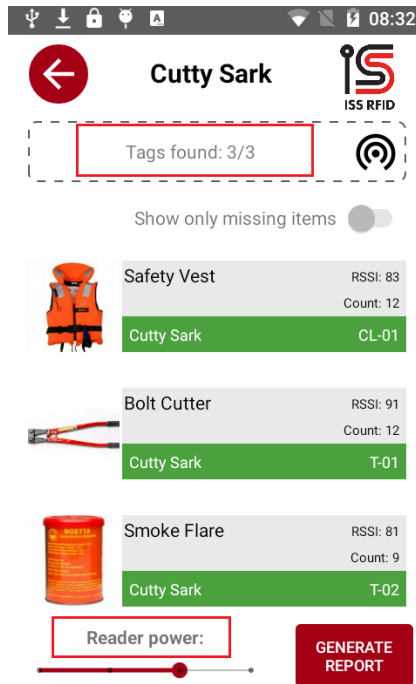 08:32
Cutty Sark
ISS RFID
Tags found: 3/3
Show only missing items
Safety Vest
RSSI: 83
Count: 12
Cutty Sark
CL-01
Bolt Cutter
RSSI: 91
Count: 12
Cutty Sark
T-01
BOETTA
Smoke Flare
RSSI: 81
Count: 9
Cutty Sark
T-02
Reader power:
GENERATE
REPORT